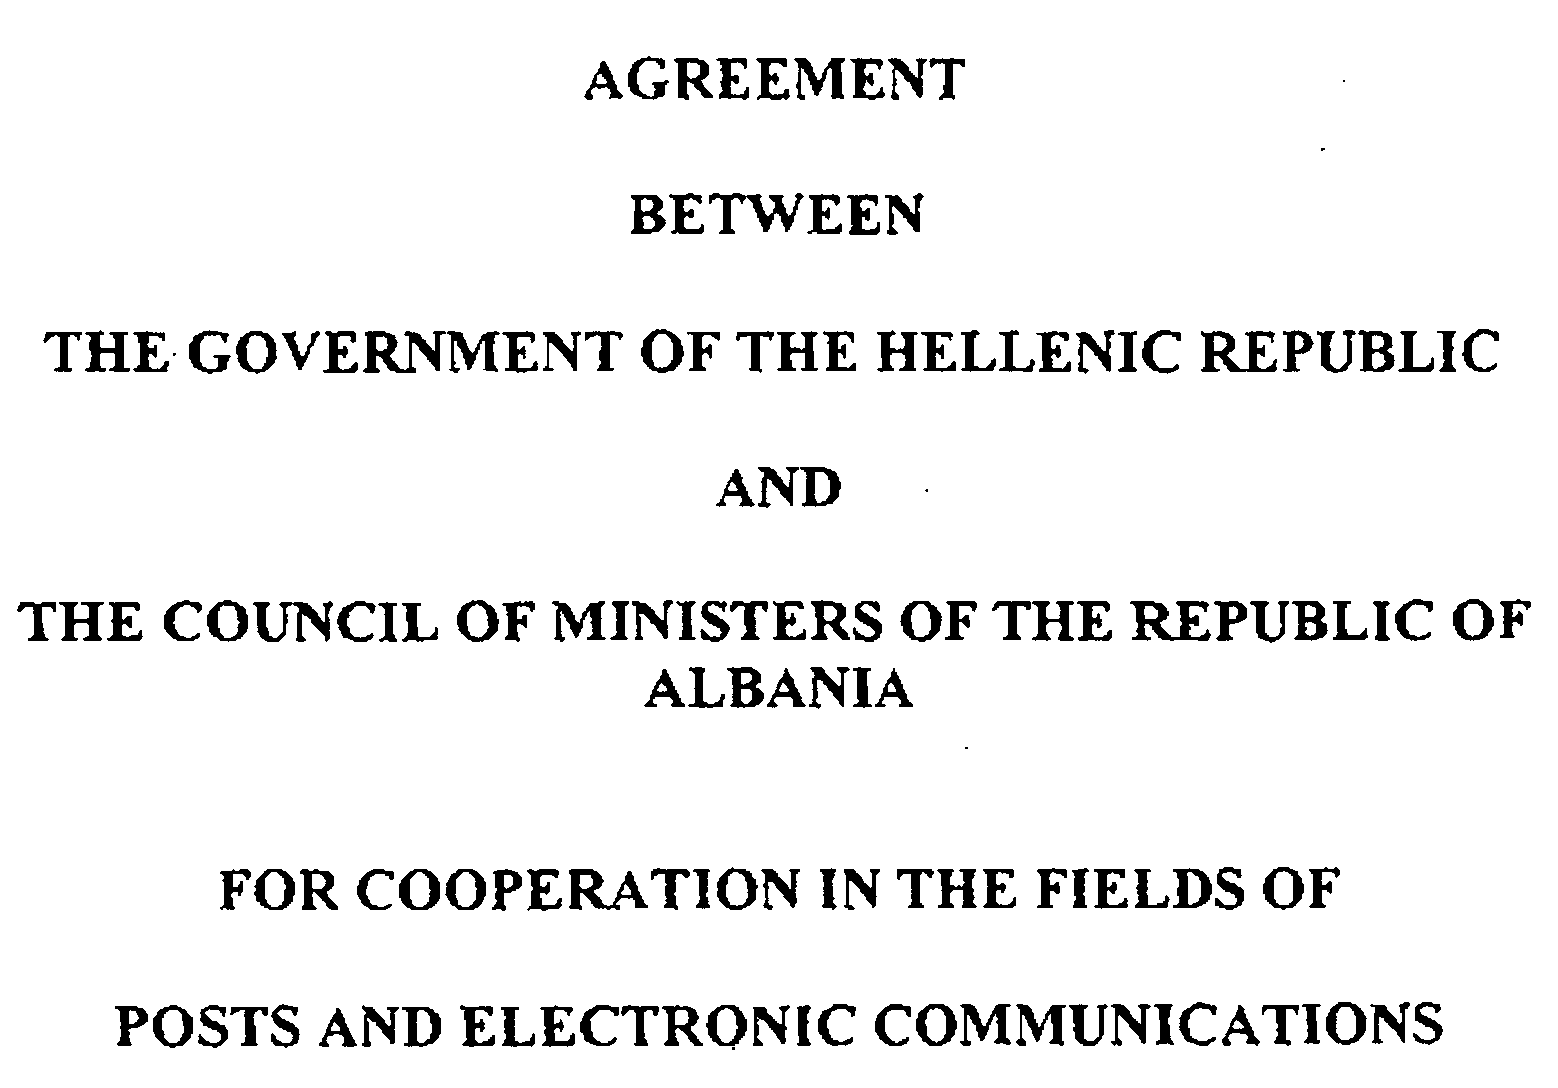 AGREEMENT
BETWEEN
THE GOVERNMENT OF THE HELLENIC REPUBLIC
AND
THE COUNCIL OF MINISTERS OF THE REPUBLIC OF
ALBANIA
FOR COOPERATION IN THE FIELDS OF
POSTS AND ELECTRONIC COMMUNICATIONS